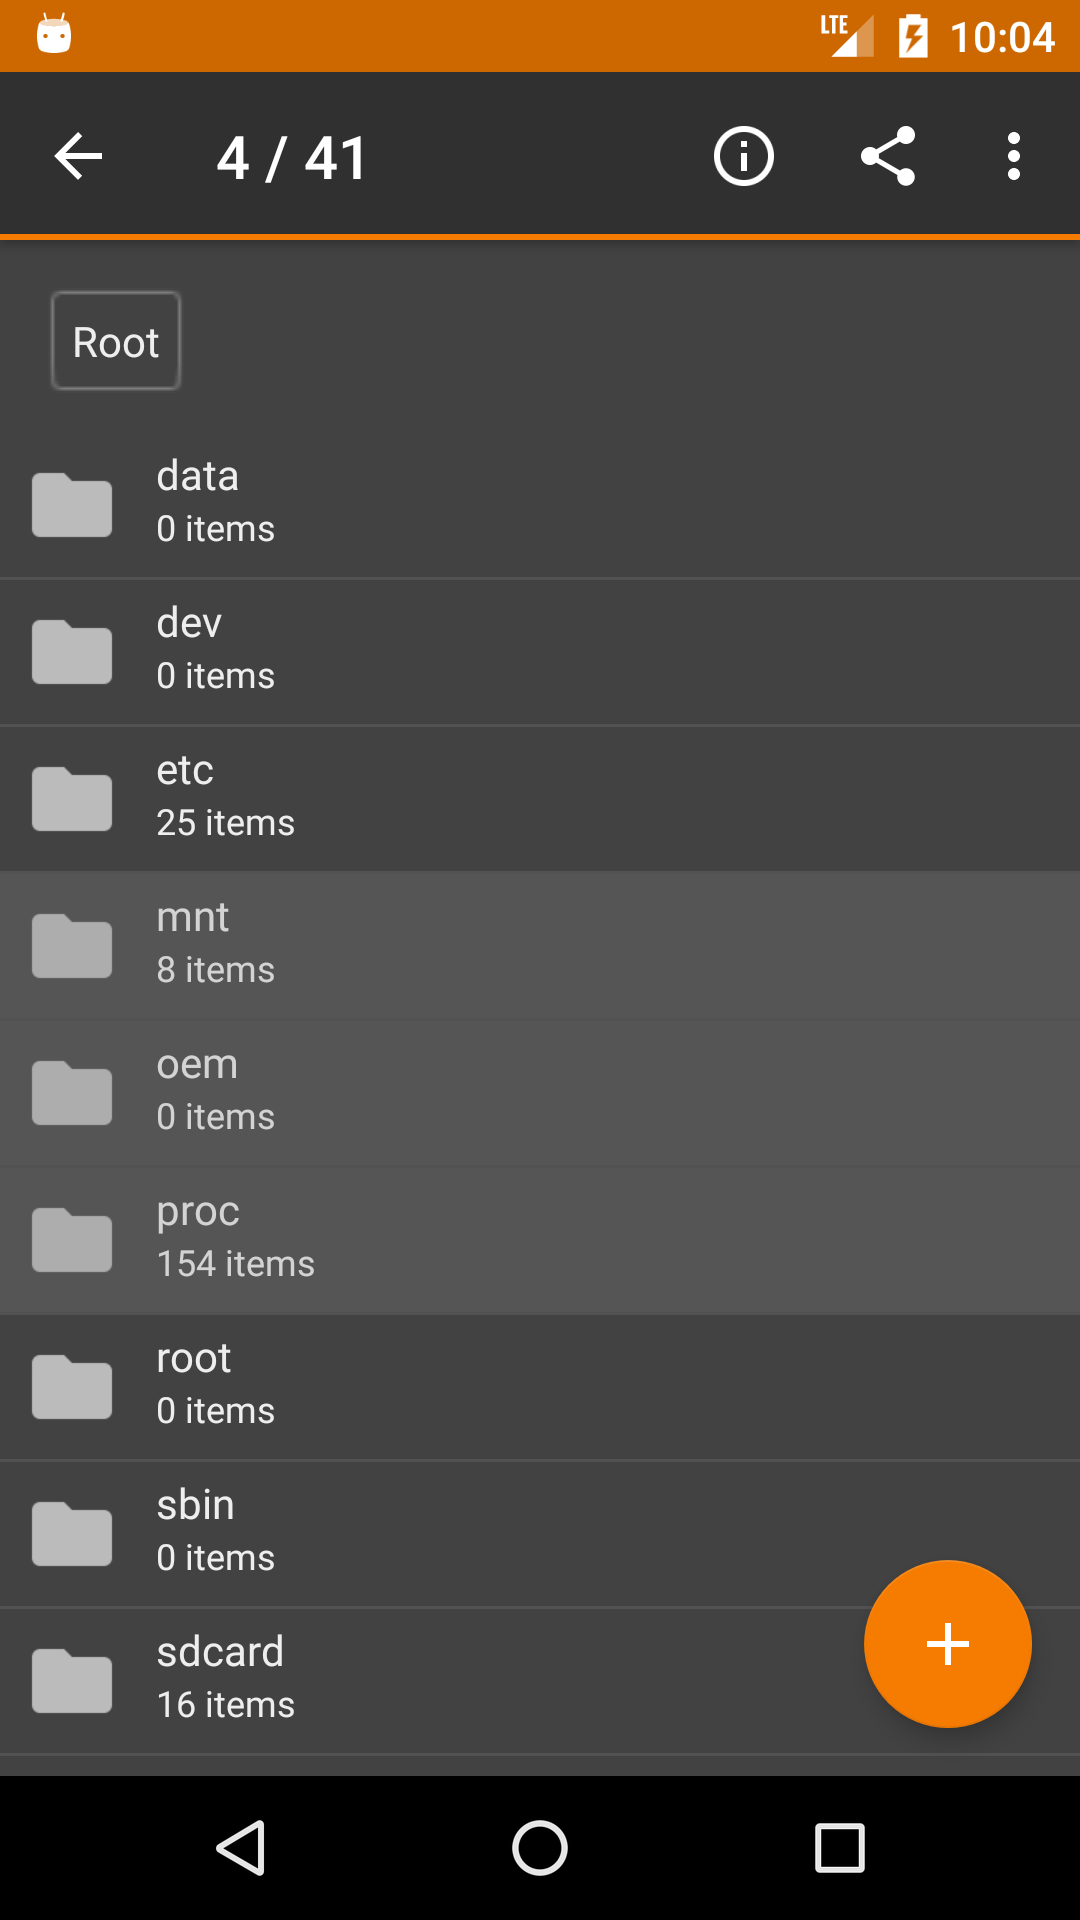 LTE 10:04
4 / 41
Root
data
0 items
dev
0 items
etc
25 items
mnt
8 items
oem
0 items
proc
154 items
root
0 items
sbin
0 items
sdcard
16 items